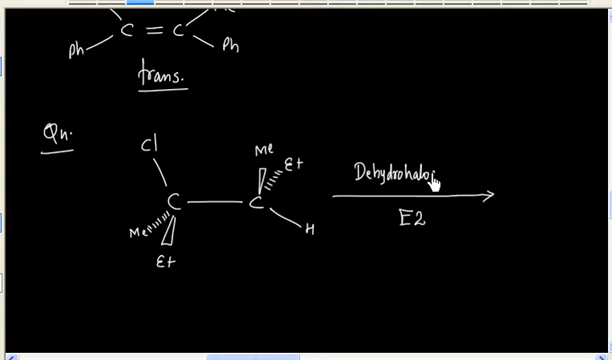 C = C
Ph Ph
trans.
Qn.
Cl
Me
Et
C C
Me
H
Et
Dehydrohalo
E2